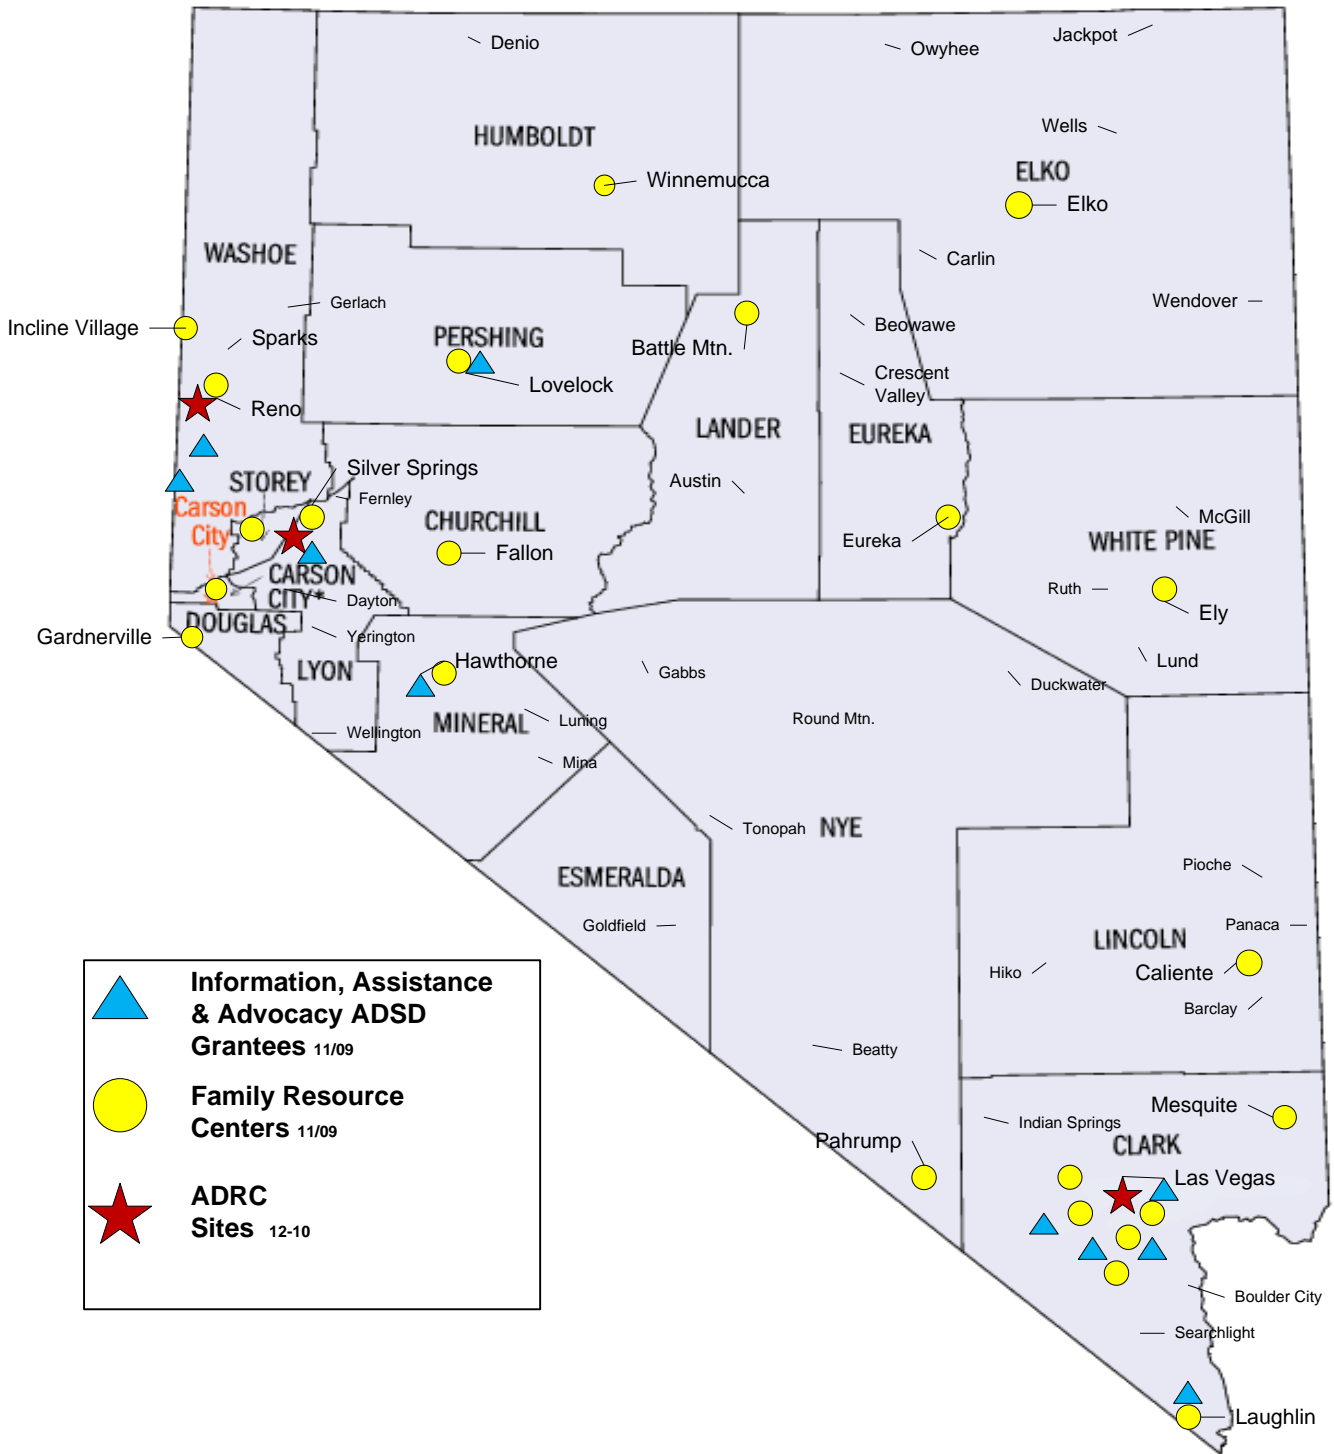 Denio
Owyhee
Jackpot
HUMBOLDT
Wells
ELKO
Winnemucca
Elko
WASHOE
Carlin
Gerlach
Wendover
Incline Village
Sparks
PERSHING
Beowawe
Battle Mtn.
Lovelock
Crescent
Valley
Reno
LANDER
EUREKA
Silver Springs
STOREY
Austin
Fernley
Carson
City
CHURCHILL
McGill
Fallon
Eureka
WHITE PINE
CARSON
CITY*
Dayton
Ruth
Ely
DOUGLAS
Gardnerville
Yerington
LYON
Hawthorne
Gabbs
Lund
Duckwater
MINERAL
Luning
Round Mtn.
Wellington
Mina
Tonopah
NYE
ESMERALDA
Pioche
Goldfield
Panaca
LINCOLN
Hiko
Caliente
Barclay
Beatty
Mesquite
Indian Springs
Pahrump
CLARK
Las Vegas
Boulder City
Searchlight
Laughlin
Information, Assistance
& Advocacy ADSD
Grantees 11/09
Family Resource
Centers 11/09
ADRC
Sites 12-10